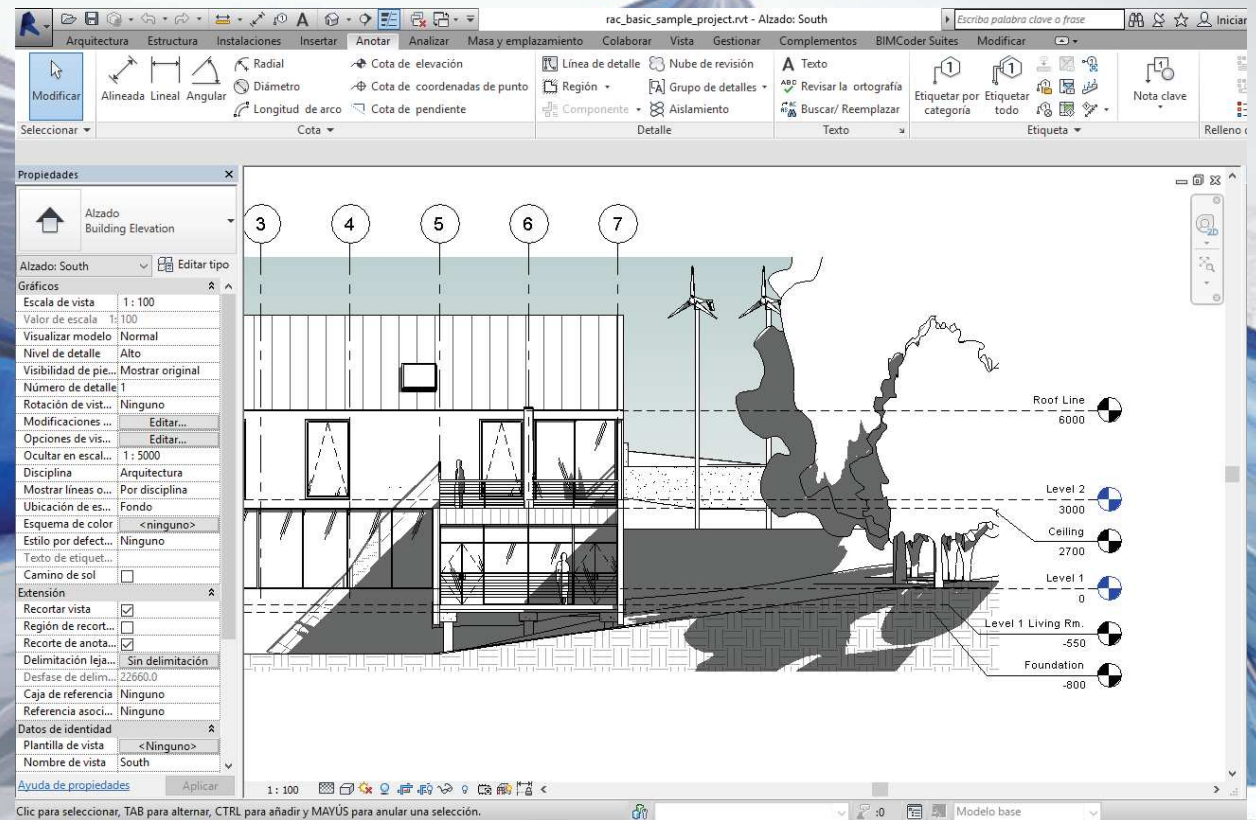 rac_basic_sample_project.rvt - Alzado: South
Escriba palabra clave o frase
Iniciar
Arquitectura Estructura Instalaciones Insertar Anotar Analizar Masa y emplazamiento Colaborar Vista Gestionar Complementos BIMCoder Suites Modificar
Modificar
Alineada Lineal Angular
Radial
Diámetro
Longitud de arco
Cota de elevación
Cota de coordenadas de punto
Cota de pendiente
Línea de detalle
Región
Componente
Nube de revisión
Grupo de detalles
Aislamiento
A Texto
ABC Revisar la ortografía
Buscar/ Reemplazar
Etiquetar por categoría
Etiquetar todo
Nota clave
Seleccionar Cota Detalle Texto Etiqueta Relleno
Propiedades
Alzado
Building Elevation
Alzado: South Editar tipo
Gráficos
Escala de vista 1 : 100
Valor de escala 1: 100
Visualizar modelo Normal
Nivel de detalle Alto
Visibilidad de pie... Mostrar original
Número de detalle 1
Rotación de vist... Ninguno
Modificaciones ... Editar...
Opciones de vis... Editar...
Ocultar en escal... 1 : 5000
Disciplina Arquitectura
Mostrar líneas o... Por disciplina
Ubicación de es... Fondo
Esquema de color <ninguno>
Estilo por defect... Ninguno
Texto de etiquet...
Camino de sol
Extensión
Recortar vista
Región de recort...
Recorte de anota...
Delimitación leja... Sin delimitación
Desfase de delim... 22660.0
Caja de referencia Ninguno
Referencia asoci... Ninguno
Datos de identidad
Plantilla de vista <Ninguno>
Nombre de vista South
Ayuda de propiedades Aplicar
3 4 5 6 7
2D
Roof Line
6000
Level 2
3000
Ceiling
2700
Level 1
0
Level 1 Living Rm.
-550
Foundation
-800
1 : 100
Clic para seleccionar, TAB para alternar, CTRL para añadir y MAYÚS para anular una selección.
:0
Modelo base